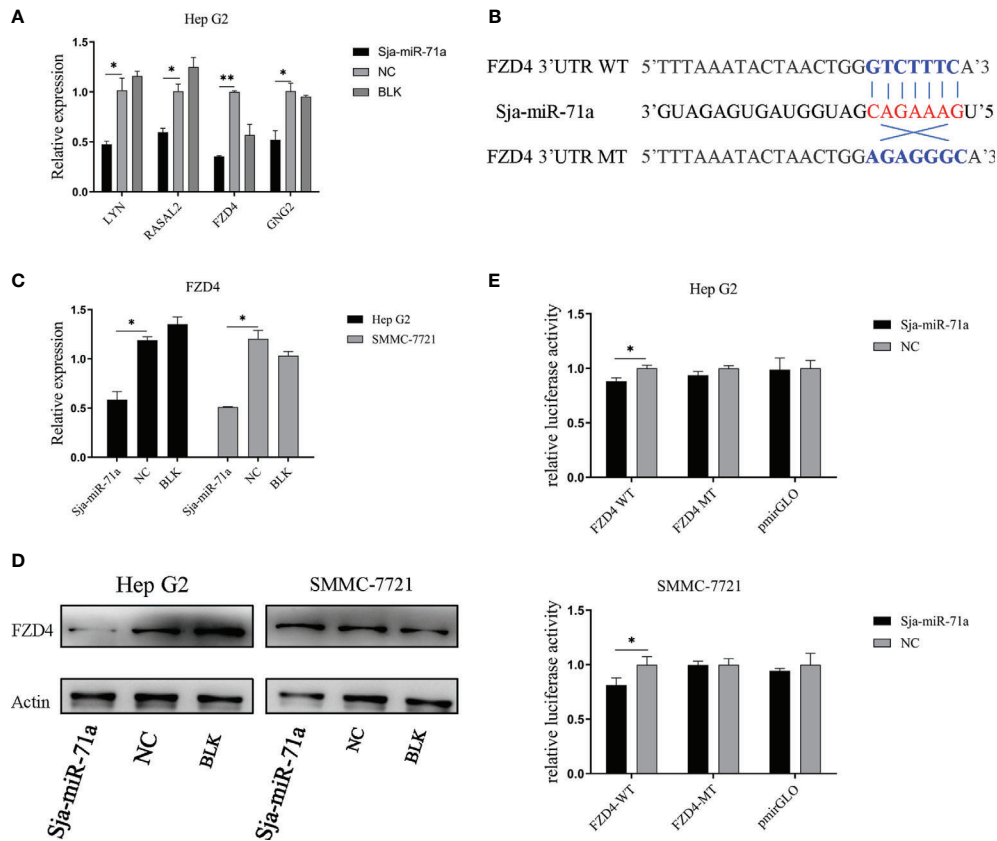 A
Hep G2
Relative expression
1.5
1.0
0.5
0.0
* * ** *
LYN
RASAL2
FZD4
GNG2
Sja-miR-71a
NC
BLK
B
FZD4 3'UTR WT 5'TTTAAATACTAACTGGGTCTTTCA'3
Sja-miR-71a 3'GUAGAGUGAUGGUAGCAGAAAGU'5
FZD4 3'UTR MT 5'TTTAAATACTAACTGGAGAGGGCA'3
C
FZD4
Relative expression
1.5
1.0
0.5
0.0
* *
Sja-miR-71a
NC
BLK
Sja-miR-71a
NC
BLK
Hep G2
SMMC-7721
D
Hep G2 SMMC-7721
FZD4
Actin
Sja-miR-71a
NC
BLK
Sja-miR-71a
NC
BLK
E
Hep G2
relative luciferase activity
1.5
1.0
0.5
0.0
*
FZD4 WT
FZD4 MT
pmirGLO
Sja-miR-71a
NC
SMMC-7721
relative luciferase activity
1.5
1.0
0.5
0.0
*
FZD4-WT
FZD4-MT
pmirGLO
Sja-miR-71a
NC